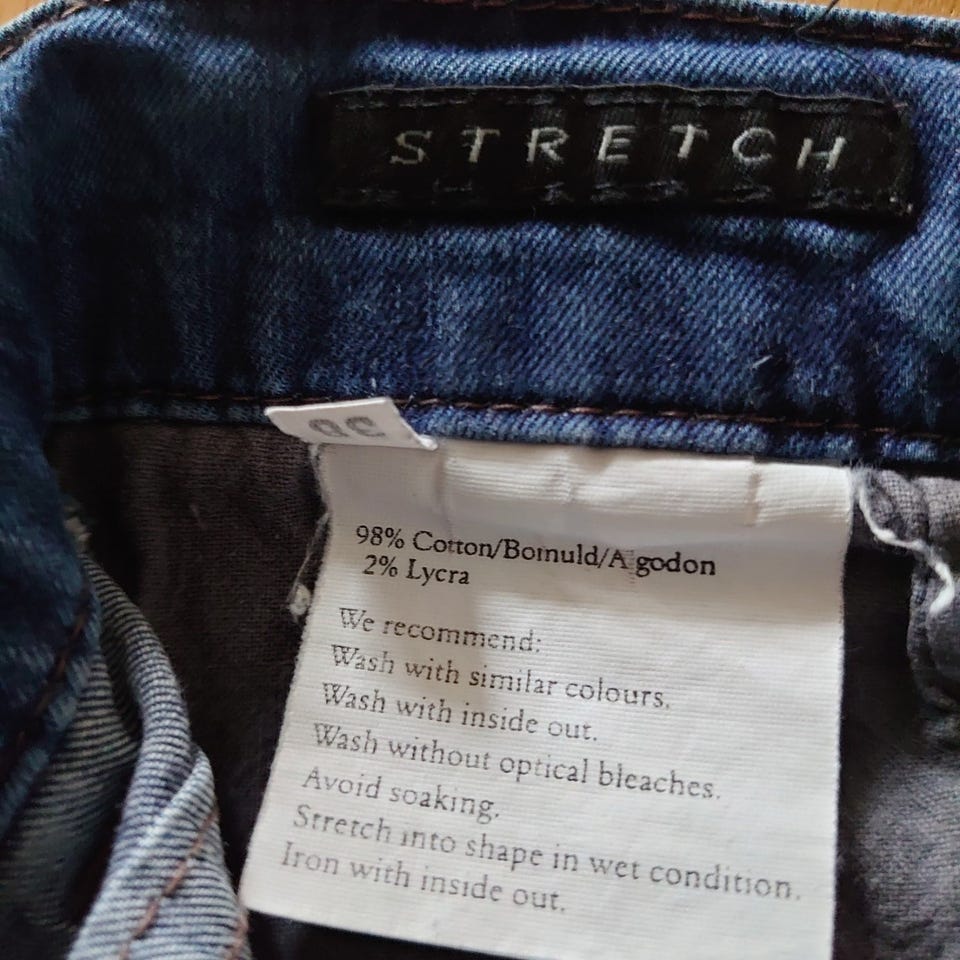 STRETCH
98% Cotton/Bomuld/Algodon
2% Lycra
We recommend:
Wash with similar colours.
Wash with inside out.
Wash without optical bleaches.
Avoid soaking.
Stretch into shape in wet condition.
Iron with inside out.